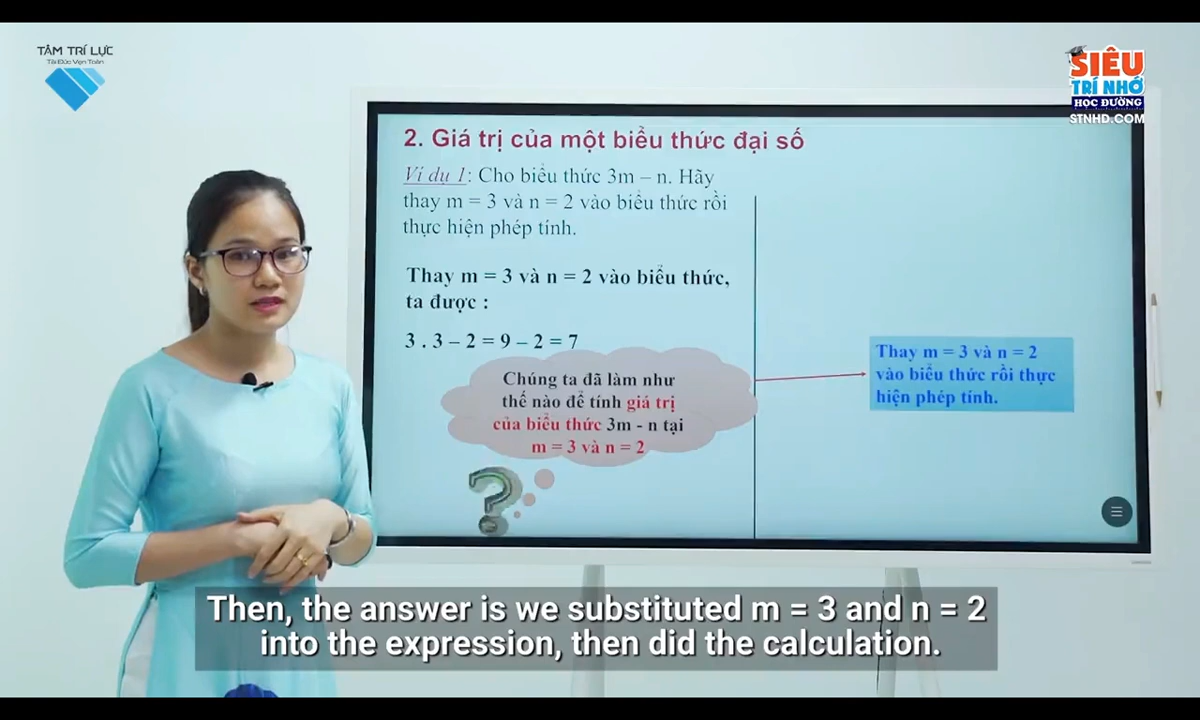 TÂM TRÍ LỰC
Tài Đức Vẹn Toàn
SIÊU
TRÍ NHỚ
HỌC ĐƯỜNG
STNHD.COM
2. Giá trị của một biểu thức đại số
Ví dụ 1: Cho biểu thức 3m – n. Hãy
thay m = 3 và n = 2 vào biểu thức rồi
thực hiện phép tính.
Thay m = 3 và n = 2 vào biểu thức,
ta được :
3 . 3 – 2 = 9 – 2 = 7
Chúng ta đã làm như
thế nào để tính giá trị
của biểu thức 3m - n tại
m = 3 và n = 2
Thay m = 3 và n = 2
vào biểu thức rồi thực
hiện phép tính.
Then, the answer is we substituted m = 3 and n = 2
into the expression, then did the calculation.